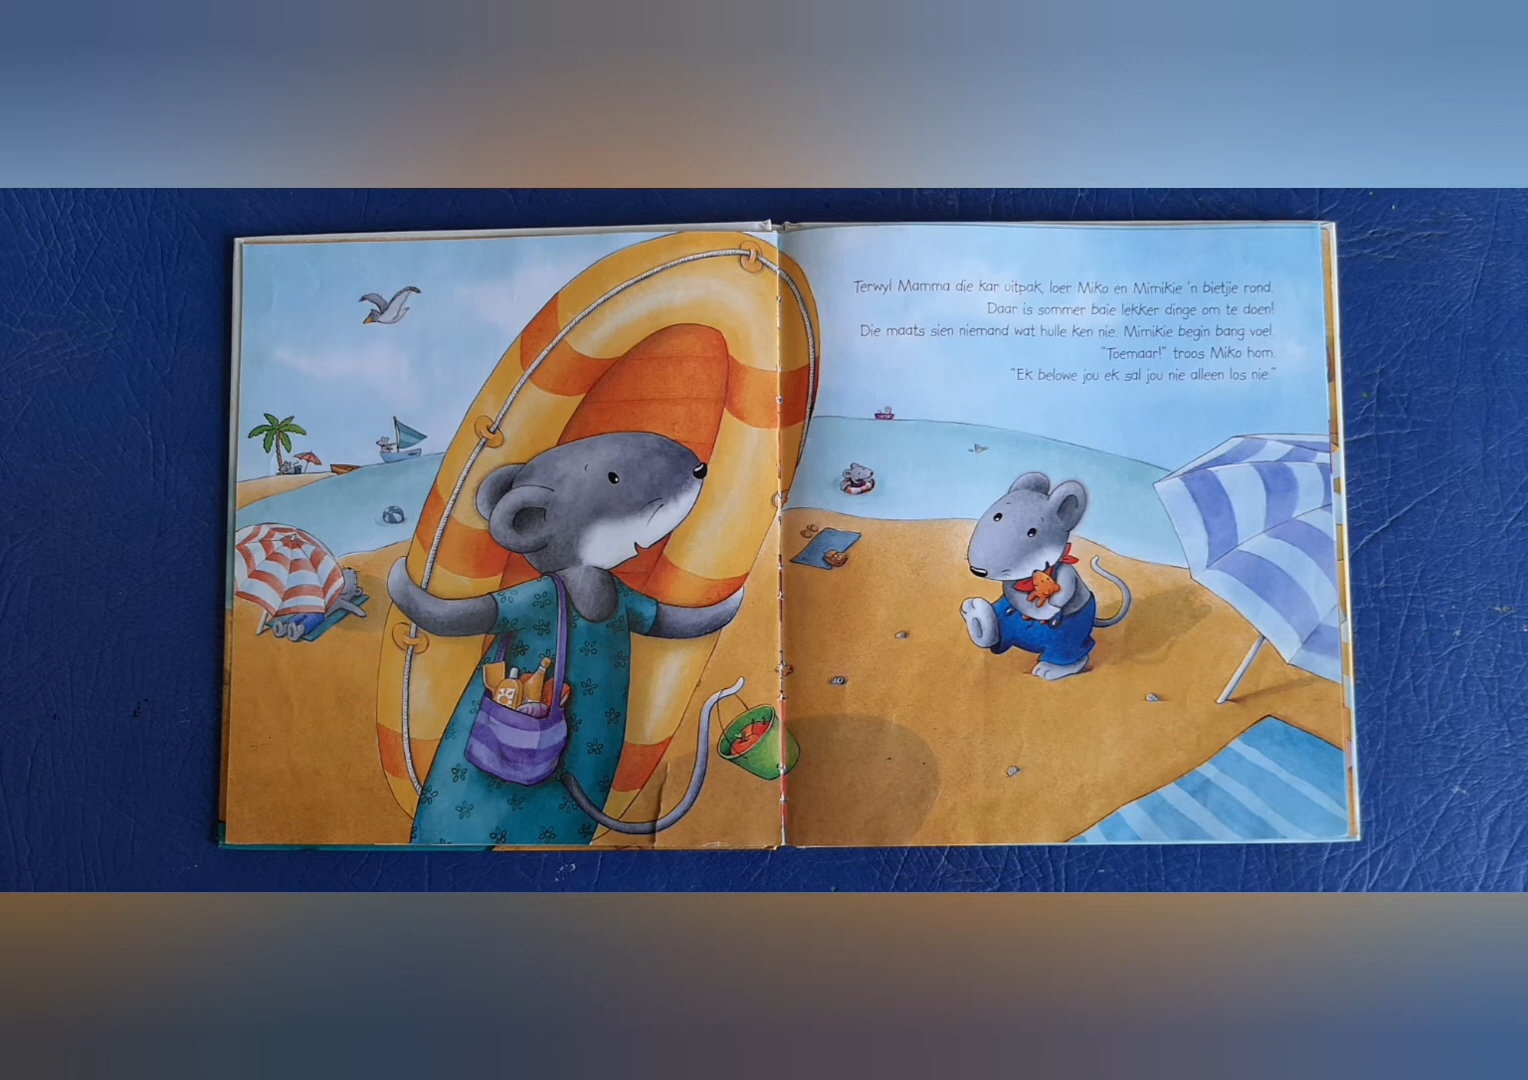 Terwyl Mamma die kar uitpak, loer Miko en Mimikie 'n bietjie rond.
Daar is sommer baie lekker dinge om te doen!
Die maats sien niemand wat hulle ken nie. Mimikie begin bang voel.
"Toemaar!" troos Miko hom.
"Ek belowe jou ek sal jou nie alleen los nie."